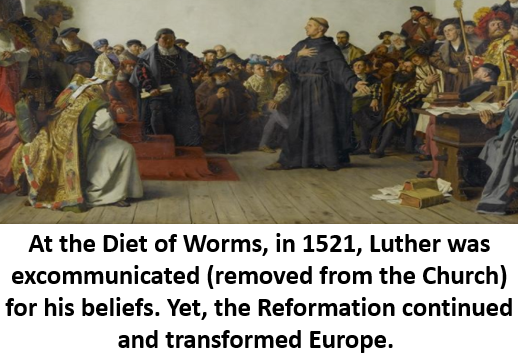 At the Diet of Worms, in 1521, Luther was
excommunicated (removed from the Church)
for his beliefs. Yet, the Reformation continued
and transformed Europe.